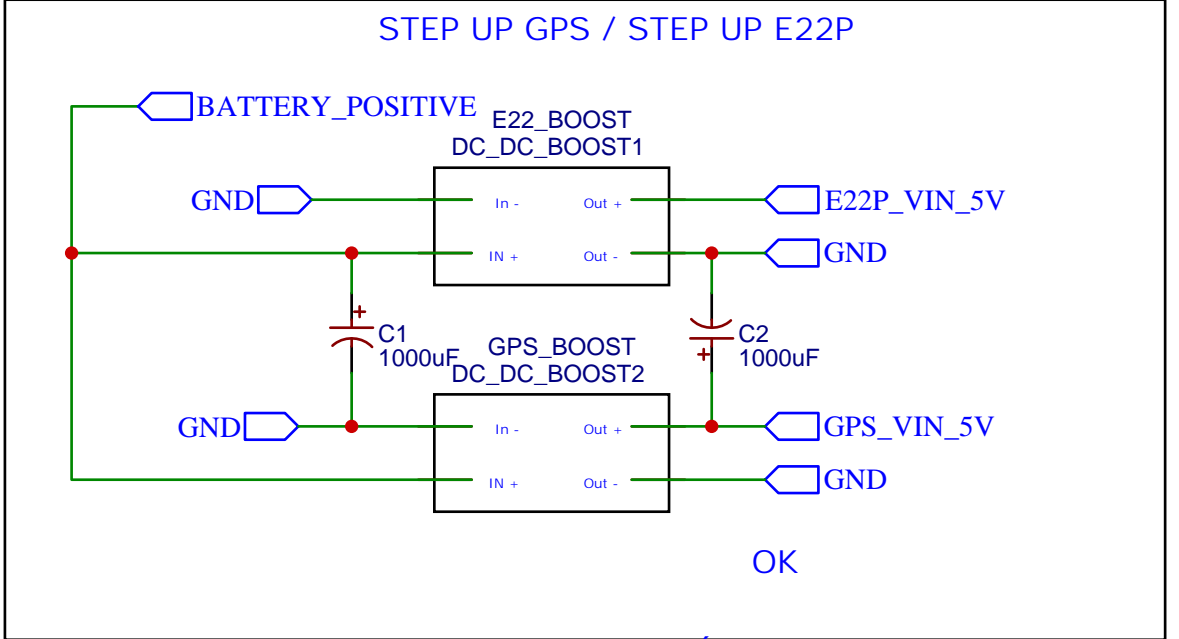 STEP UP GPS / STEP UP E22P
BATTERY_POSITIVE
E22_BOOST
DC_DC_BOOST1
GND
In -
Out +
E22P_VIN_5V
IN +
Out -
GND
+
C1
1000uF
C2
+
1000uF
GPS_BOOST
DC_DC_BOOST2
GND
In -
Out +
GPS_VIN_5V
IN +
Out -
GND
OK